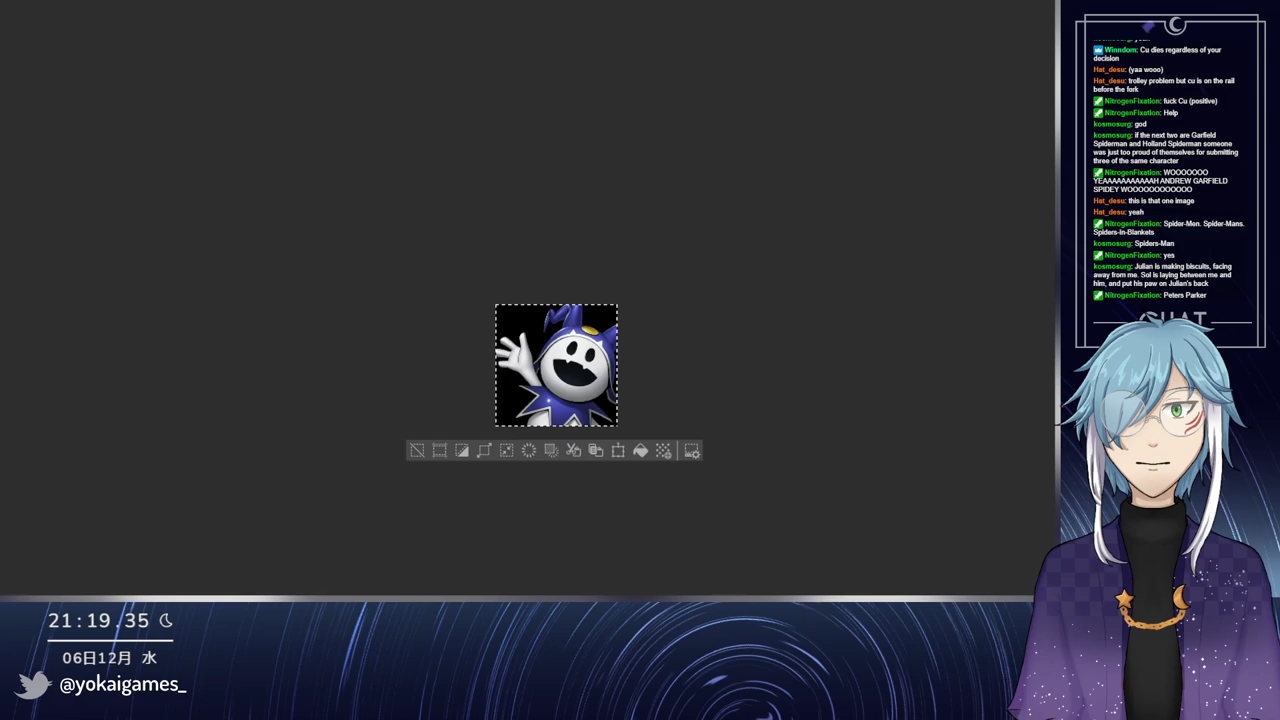 Winndom: Cu dies regardless of your
decision
Hat_desu: (yaa wooo)
Hat_desu: trolley problem but cu is on the rail
before the fork
NitrogenFixation: fuck Cu (positive)
NitrogenFixation: Help
kosmosurg: god
kosmosurg: if the next two are Garfield
Spiderman and Holland Spiderman someone
was just too proud of themselves for submitting
three of the same character
NitrogenFixation: WOOOOOOO
YEAAAAAAAAAAH ANDREW GARFIELD
SPIDEY WOOOOOOOOOOOO
Hat_desu: this is that one image
Hat_desu: yeah
NitrogenFixation: Spider-Men. Spider-Mans.
Spiders-In-Blankets
kosmosurg: Spiders-Man
NitrogenFixation: yes
kosmosurg: Julian is making biscuits, facing
away from me. Sol is laying between me and
him, and put his paw on Julian's back
NitrogenFixation: Peters Parker
CHAT
21:19.35
06日12月 水
@yokaigames_